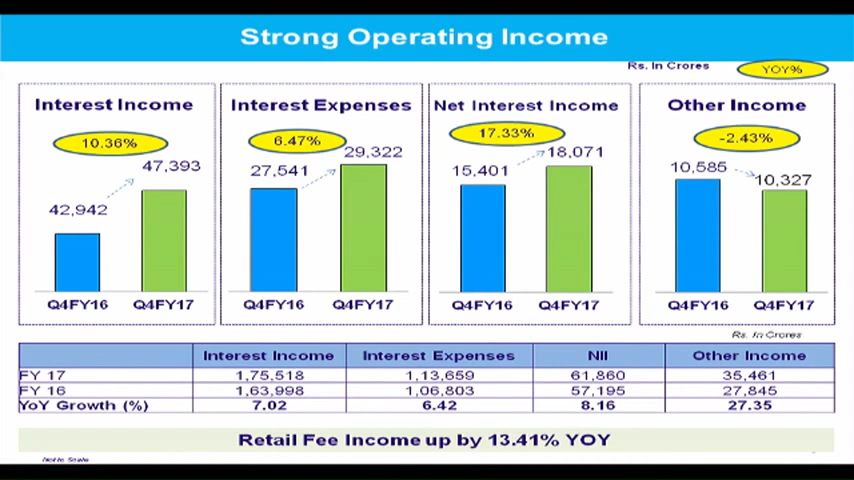 Strong Operating Income
Rs. In Crores YOY%
Interest Income Interest Expenses Net Interest Income Other Income
10.36% 6.47% 17.33% -2.43%
42,942 47,393 27,541 29,322 15,401 18,071 10,585 10,327
Q4FY16 Q4FY17 Q4FY16 Q4FY17 Q4FY16 Q4FY17 Q4FY16 Q4FY17
Rs. In Crores
Interest Income Interest Expenses NII Other Income
FY 17 1,75,518 1,13,659 61,860 35,461
FY 16 1,63,998 1,06,803 57,195 27,845
YoY Growth (%) 7.02 6.42 8.16 27.35
Retail Fee Income up by 13.41% YOY
Not to Scale